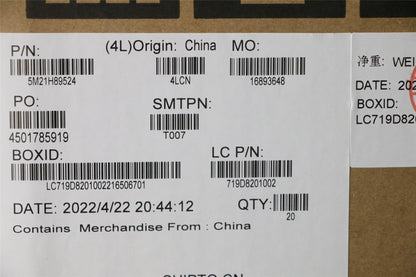 P/N: (4L)Origin: China MO:
5M21H89524 4LCN 16893648
PO: SMTPN:
4501785919 T007
BOXID: LC P/N:
LC719D8201002216506701 719D8201002
DATE: 2022/4/22 20:44:12 QTY:
20
Contains Merchandise From : China
净重: WEI
DATE: 202
BOXID:
LC719D820